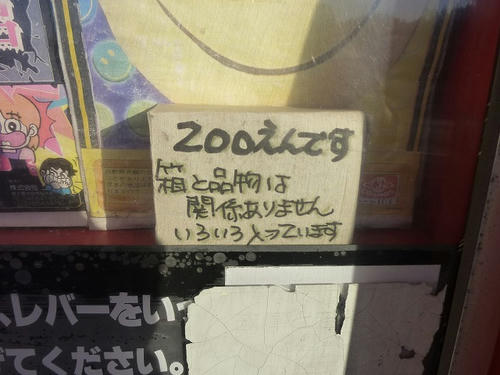 200えんです
箱と品物は
関係ありません
いろいろ入っています
レバーをい
てください。